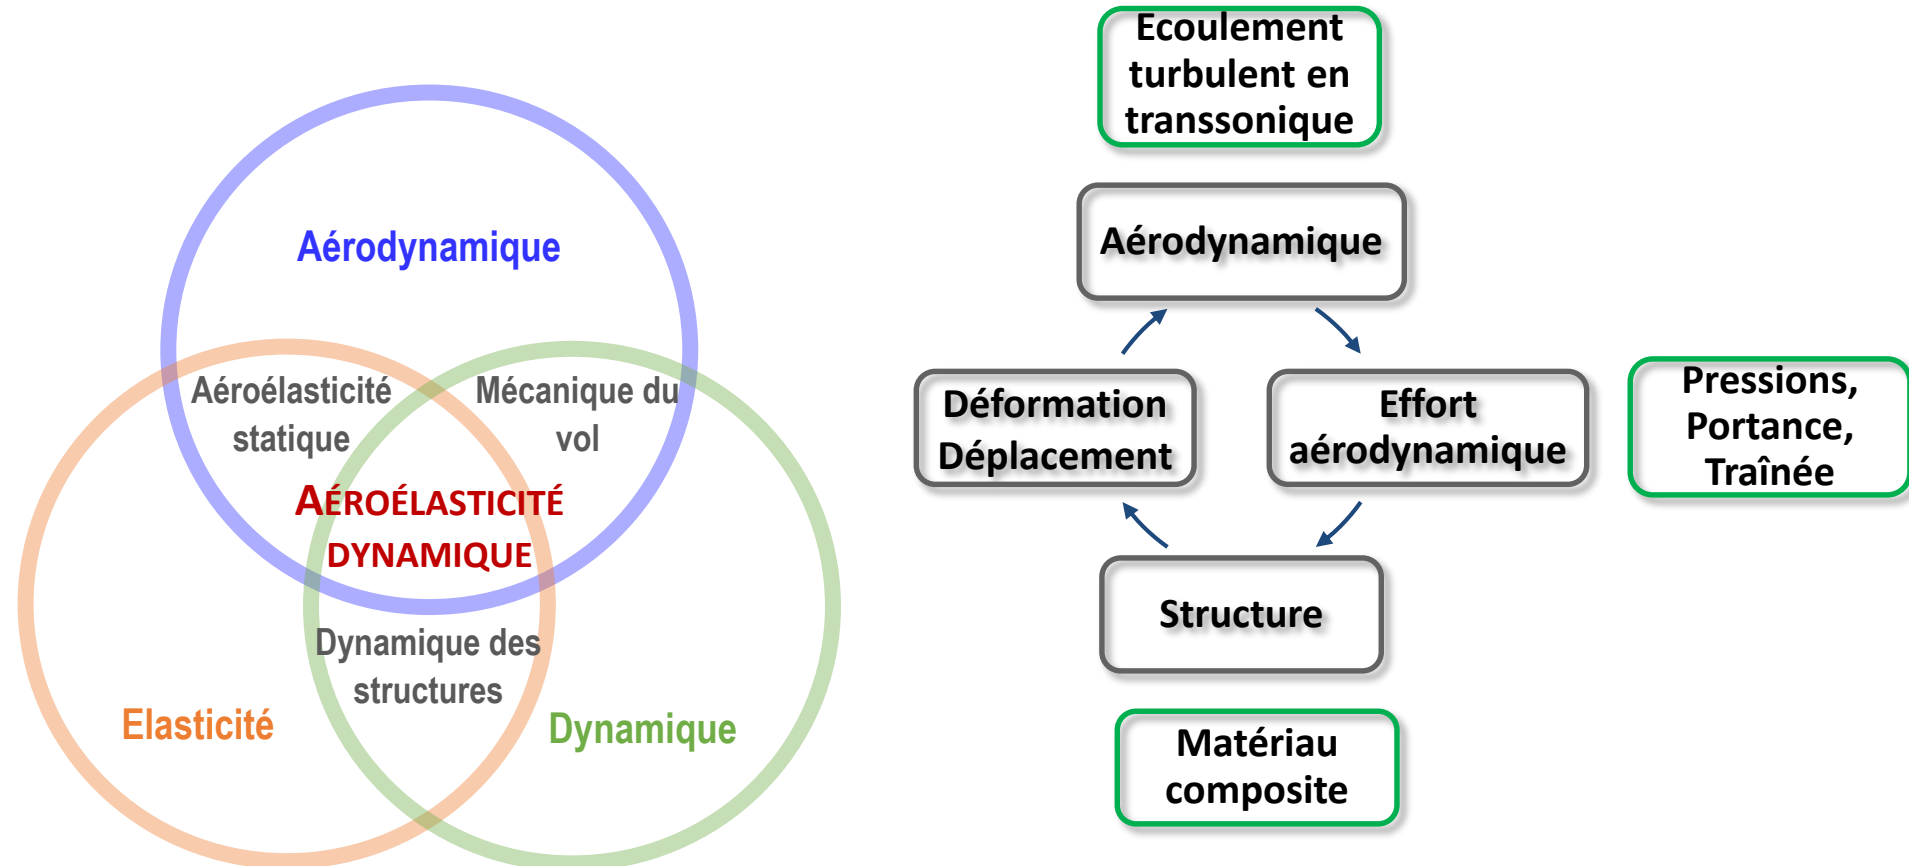 Aérodynamique
Aéroélasticité
statique
Mécanique du
vol
AÉROÉLASTICITÉ
DYNAMIQUE
Dynamique des
structures
Elasticité
Dynamique
Ecoulement
turbulent en
transsonique
Aérodynamique
Déformation
Déplacement
Effort
aérodynamique
Pressions,
Portance,
Traînée
Structure
Matériau
composite